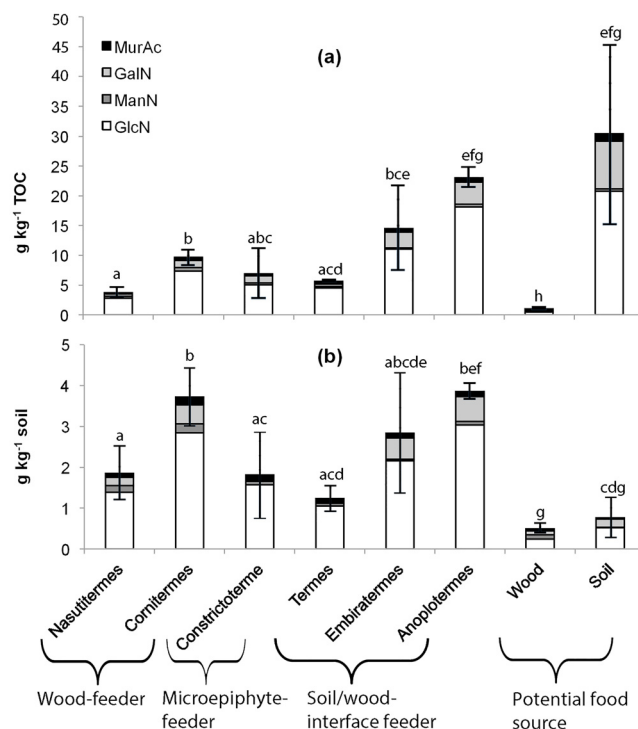 50
45
40
35
30
25
20
15
10
5
0
g kg⁻¹ TOC
MurAc
GalN
ManN
GlcN
(a)
a
b
abc
acd
bce
efg
h
efg
5
4
3
2
1
0
g kg⁻¹ soil
(b)
a
b
ac
acd
abcde
bef
g
cdg
Nasutitermes
Cornitermes
Constrictoterme
Termes
Embiratermes
Anoplotermes
Wood
Soil
Wood-feeder
Microepiphyte-
feeder
Soil/wood-
interface feeder
Potential food
source